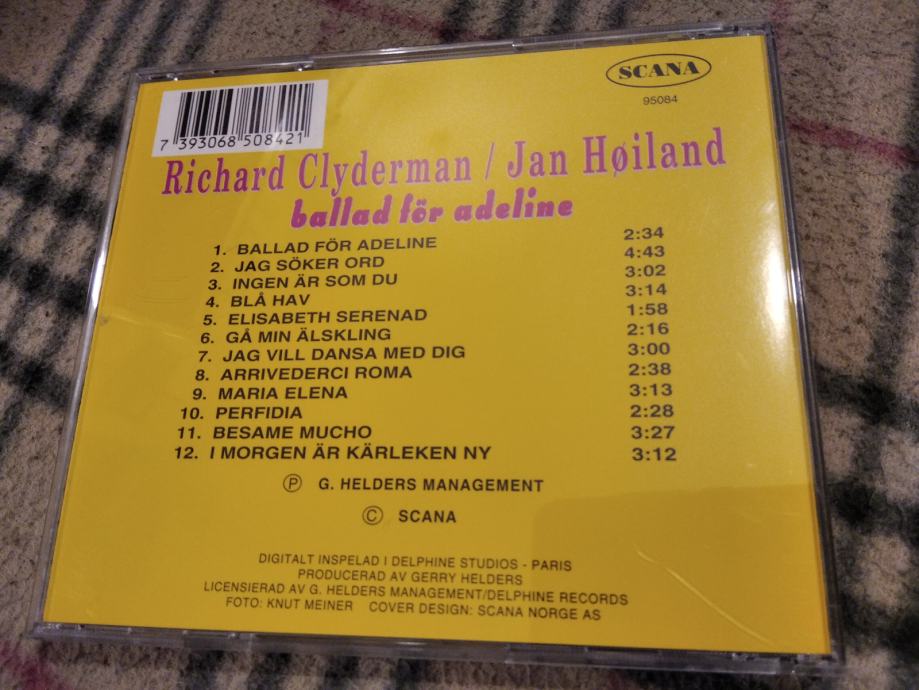 SCANA
95084
7 393068 508421
Richard Clyderman / Jan Høiland
ballad för adeline
1. BALLAD FÖR ADELINE 2:34
2. JAG SÖKER ORD 4:43
3. INGEN ÄR SOM DU 3:02
4. BLÅ HAV 3:14
5. ELISABETH SERENAD 1:58
6. GÅ MIN ÄLSKLING 2:16
7. JAG VILL DANSA MED DIG 3:00
8. ARRIVEDERCI ROMA 2:38
9. MARIA ELENA 3:13
10. PERFIDIA 2:28
11. BESAME MUCHO 3:27
12. I MORGEN ÄR KÄRLEKEN NY 3:12
Ⓟ G. HELDERS MANAGEMENT
© SCANA
DIGITALT INSPELAD I DELPHINE STUDIOS - PARIS
PRODUCERAD AV GERRY HELDERS
LICENSIERAD AV G. HELDERS MANAGEMENT/DELPHINE RECORDS
FOTO: KNUT MEINER COVER DESIGN: SCANA NORGE AS